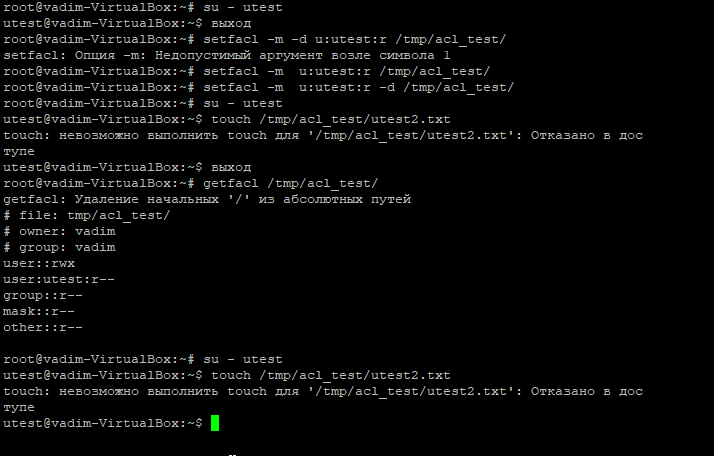 root@vadim-VirtualBox:~# su - utest
utest@vadim-VirtualBox:~$ выход
root@vadim-VirtualBox:~# setfacl -m -d u:utest:r /tmp/acl_test/
setfacl: Опция -m: Недопустимый аргумент возле символа 1
root@vadim-VirtualBox:~# setfacl -m  u:utest:r /tmp/acl_test/
root@vadim-VirtualBox:~# setfacl -m  u:utest:r -d /tmp/acl_test/
root@vadim-VirtualBox:~# su - utest
utest@vadim-VirtualBox:~$ touch /tmp/acl_test/utest2.txt
touch: невозможно выполнить touch для '/tmp/acl_test/utest2.txt': Отказано в дос
тупе
utest@vadim-VirtualBox:~$ выход
root@vadim-VirtualBox:~# getfacl /tmp/acl_test/
getfacl: Удаление начальных '/' из абсолютных путей
# file: tmp/acl_test/
# owner: vadim
# group: vadim
user::rwx
user:utest:r--
group::r--
mask::r--
other::r--
root@vadim-VirtualBox:~# su - utest
utest@vadim-VirtualBox:~$ touch /tmp/acl_test/utest2.txt
touch: невозможно выполнить touch для '/tmp/acl_test/utest2.txt': Отказано в дос
тупе
utest@vadim-VirtualBox:~$